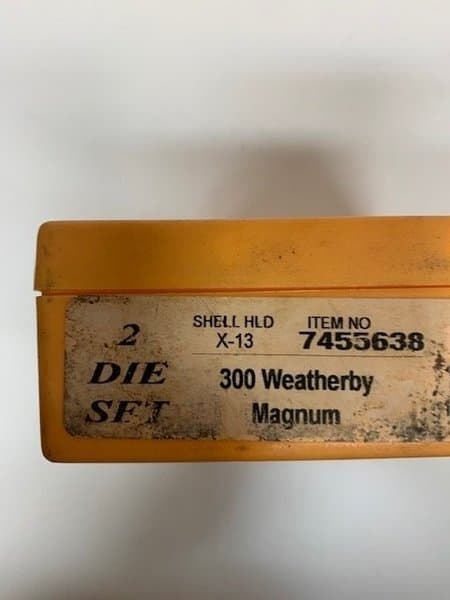 2
DIE
SET
SHELL HLD
X-13
ITEM NO
7455638
300 Weatherby
Magnum